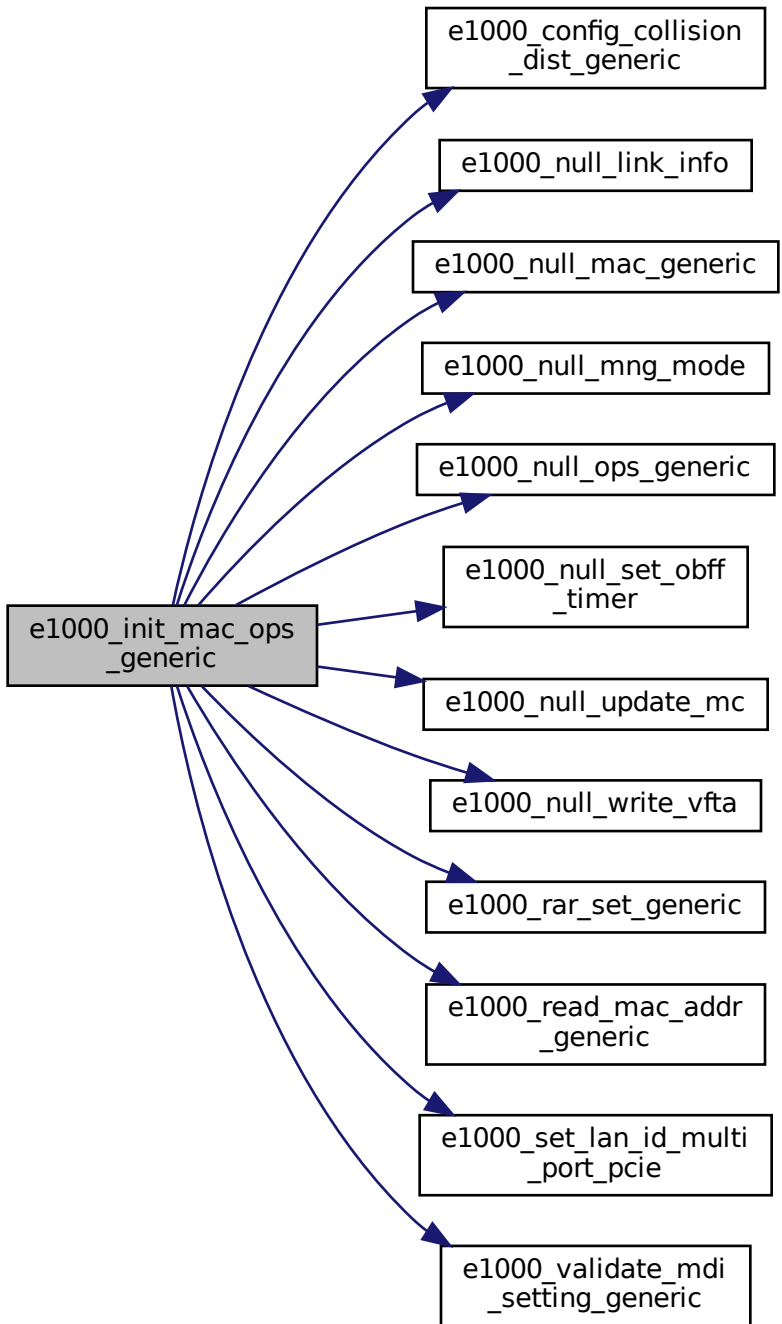 e1000_config_collision
_dist_generic
e1000_null_link_info
e1000_null_mac_generic
e1000_null_mng_mode
e1000_null_ops_generic
e1000_null_set_obff
_timer
e1000_init_mac_ops
_generic
e1000_null_update_mc
e1000_null_write_vfta
e1000_rar_set_generic
e1000_read_mac_addr
_generic
e1000_set_lan_id_multi
_port_pcie
e1000_validate_mdi
_setting_generic